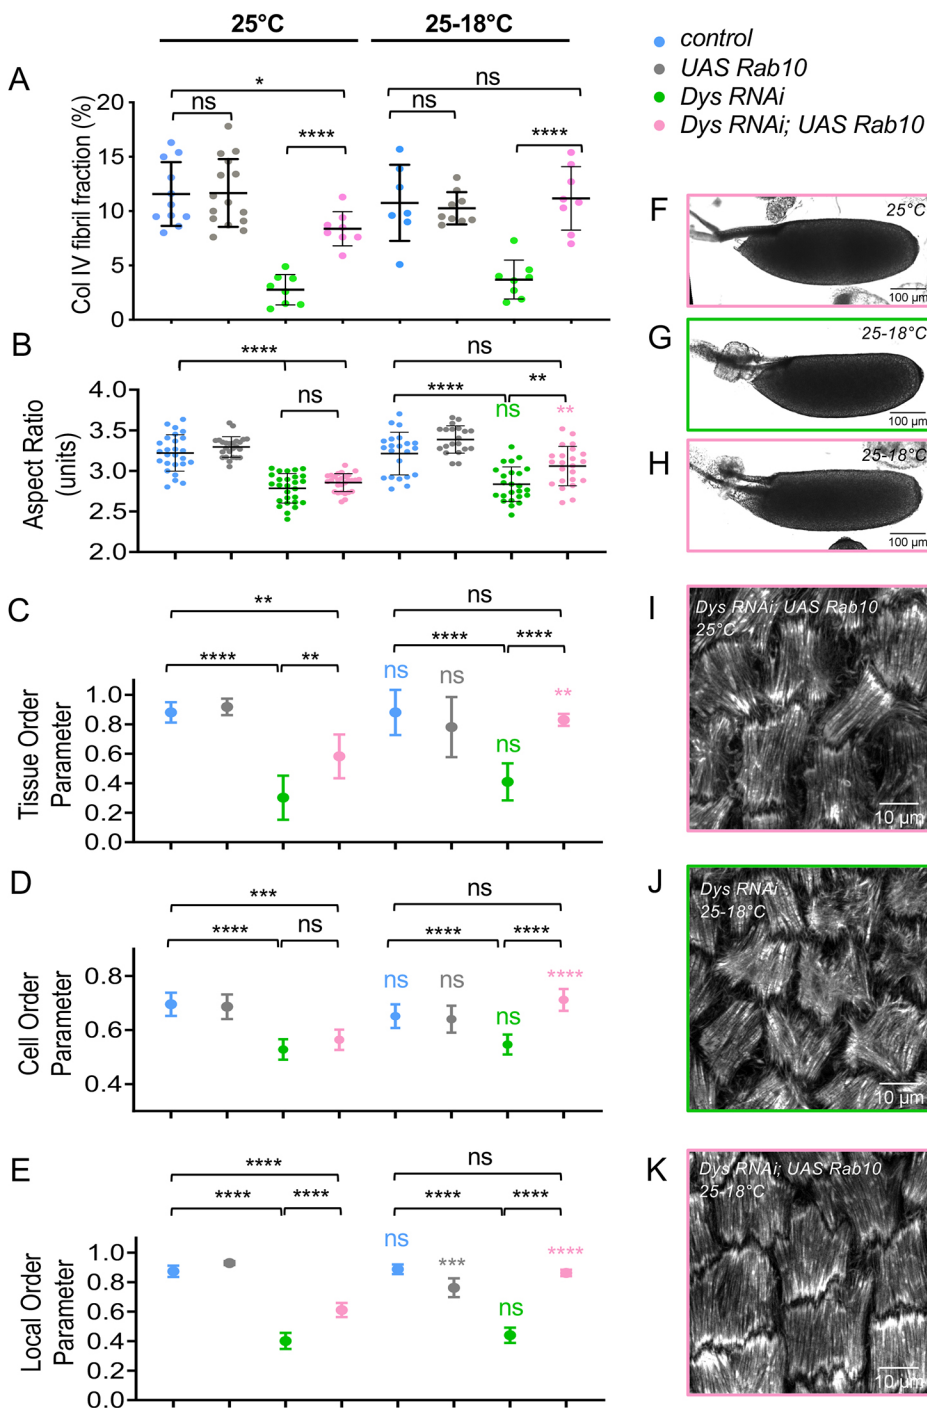 25°C
25-18°C
control
UAS Rab10
Dys RNAi
Dys RNAi; UAS Rab10
A
Col IV fibril fraction (%)
20
15
10
5
0
*
ns
****
ns
ns
****
B
Aspect Ratio
(units)
4.0
3.5
3.0
2.5
2.0
****
ns
ns
****
**
ns
**
C
Tissue Order
Parameter
1.0
0.8
0.6
0.4
0.2
0.0
**
****
**
ns
****
****
ns
ns
ns
**
D
Cell Order
Parameter
0.8
0.6
0.4
***
****
ns
ns
****
****
ns
ns
ns
****
E
Local Order
Parameter
1.0
0.8
0.6
0.4
0.2
0.0
****
****
****
ns
****
****
ns
***
ns
****
F
25°C
100 µm
G
25-18°C
100 µm
H
25-18°C
100 µm
I
Dys RNAi; UAS Rab10
25°C
10 µm
J
Dys RNAi
25-18°C
10 µm
K
Dys RNAi; UAS Rab10
25-18°C
10 µm